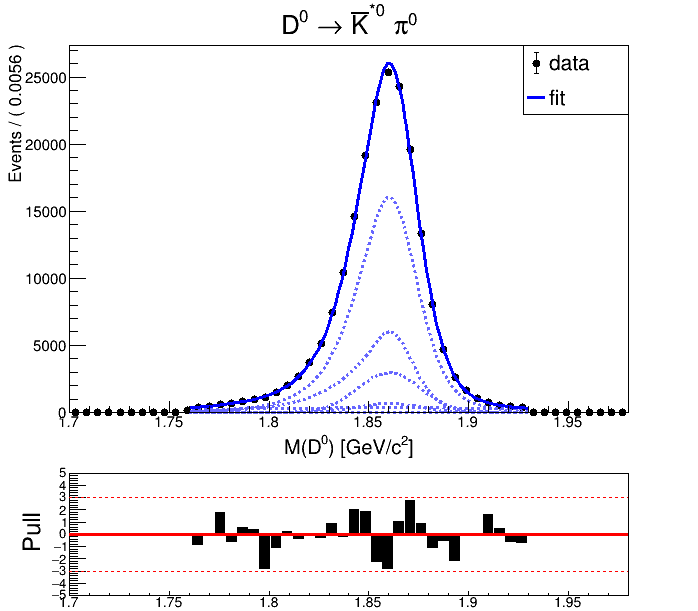 D⁰ → K̅*⁰ π⁰
Events / ( 0.0056 )
25000
20000
15000
10000
5000
0
data
fit
1.7 1.75 1.8 1.85 1.9 1.95
M(D⁰) [GeV/c²]
Pull
5
4
3
2
1
0
−1
−2
−3
−4
−5
1.7 1.75 1.8 1.85 1.9 1.95